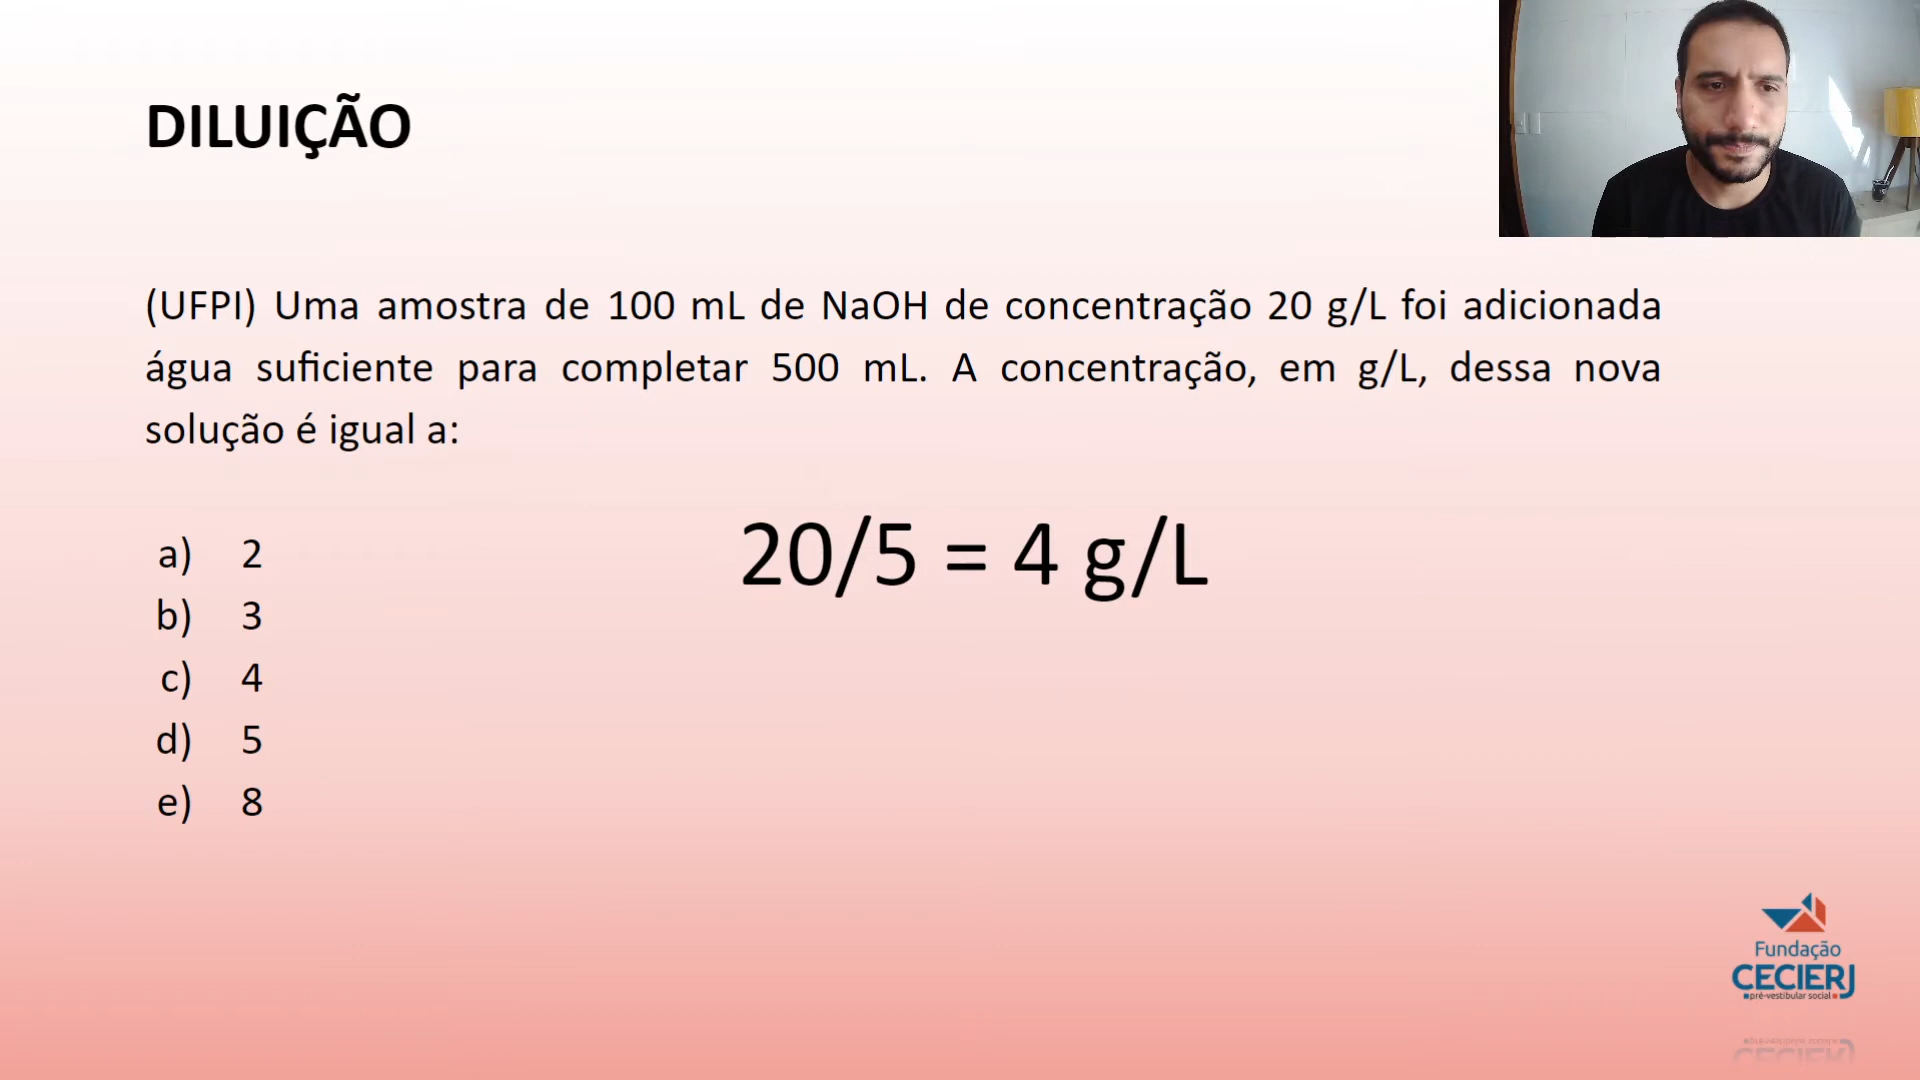 DILUIÇÃO
(UFPI) Uma amostra de 100 mL de NaOH de concentração 20 g/L foi adicionada
água suficiente para completar 500 mL. A concentração, em g/L, dessa nova
solução é igual a:
20/5 = 4 g/L
a) 2
b) 3
c) 4
d) 5
e) 8
Fundação
CECIERJ
pré-vestibular social